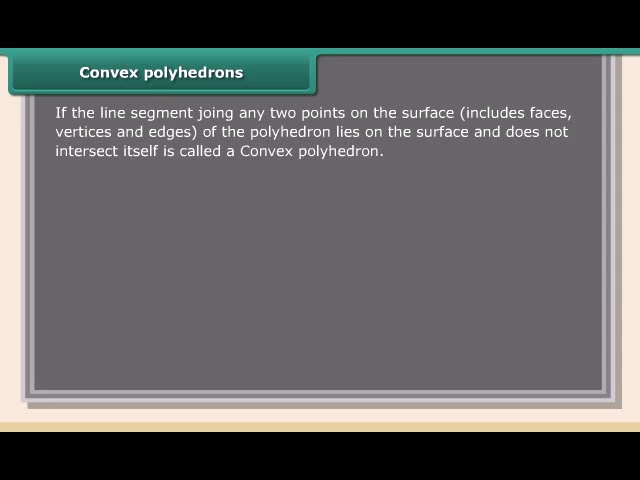 Convex polyhedrons
If the line segment joing any two points on the surface (includes faces,
vertices and edges) of the polyhedron lies on the surface and does not
intersect itself is called a Convex polyhedron.